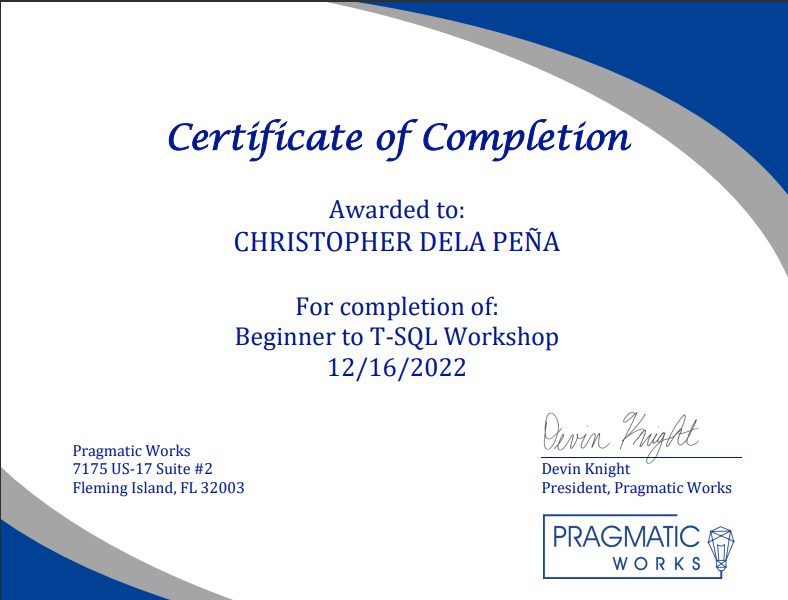 Certificate of Completion
Awarded to:
CHRISTOPHER DELA PEÑA
For completion of:
Beginner to T-SQL Workshop
12/16/2022
Pragmatic Works
7175 US-17 Suite #2
Fleming Island, FL 32003
Devin Knight
Devin Knight
President, Pragmatic Works
PRAGMATIC
WORKS